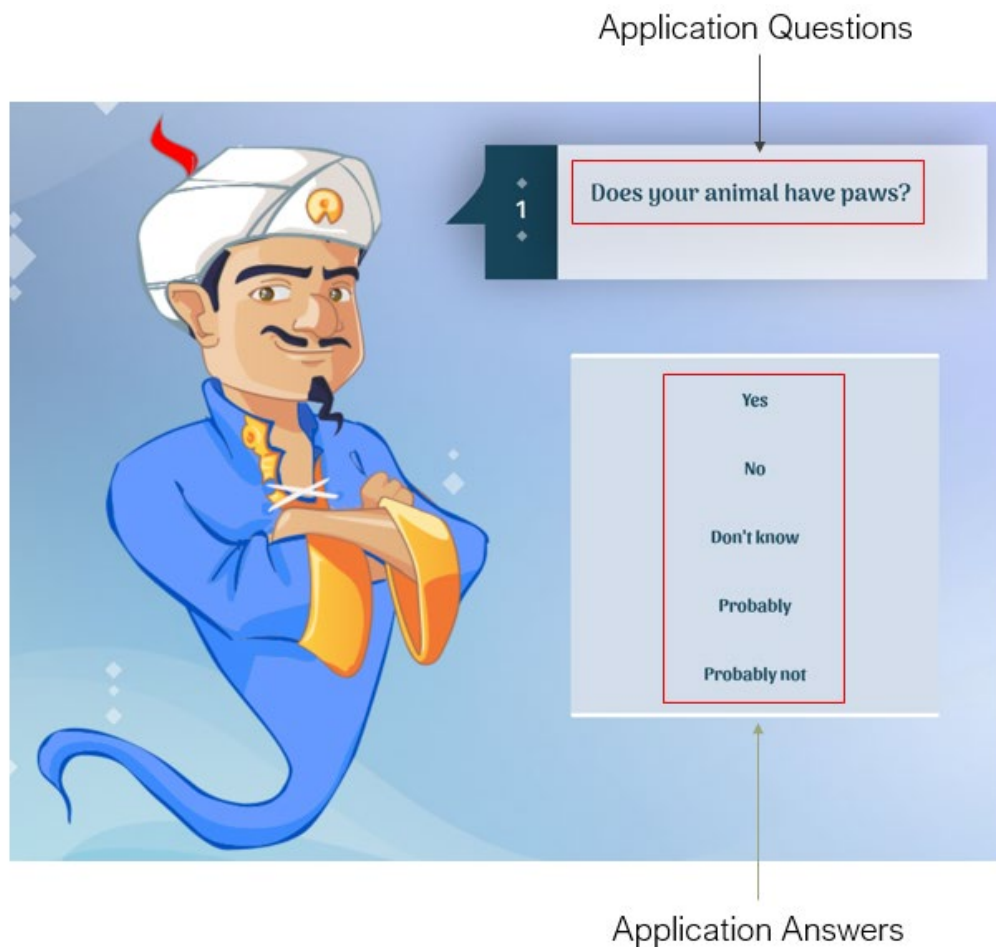 Application Questions
1
Does your animal have paws?
Yes
No
Don't know
Probably
Probably not
Application Answers